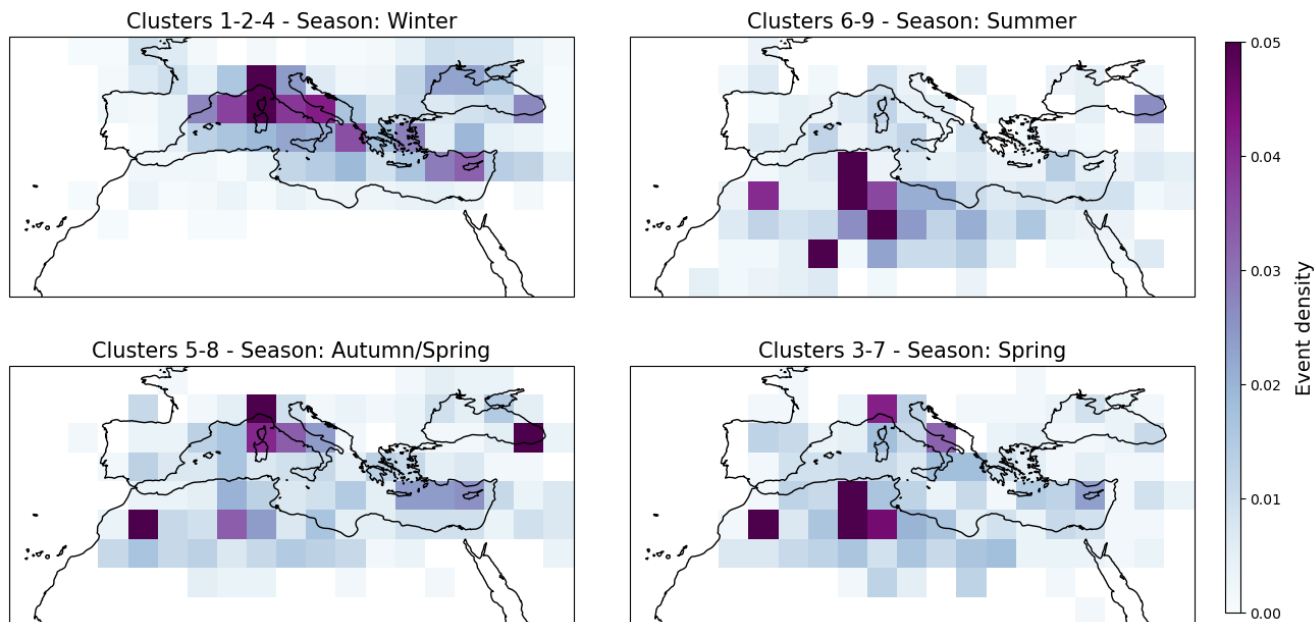 Clusters 1-2-4 - Season: Winter
Clusters 6-9 - Season: Summer
Clusters 5-8 - Season: Autumn/Spring
Clusters 3-7 - Season: Spring
0.05
0.04
0.03
0.02
0.01
0.00
Event density